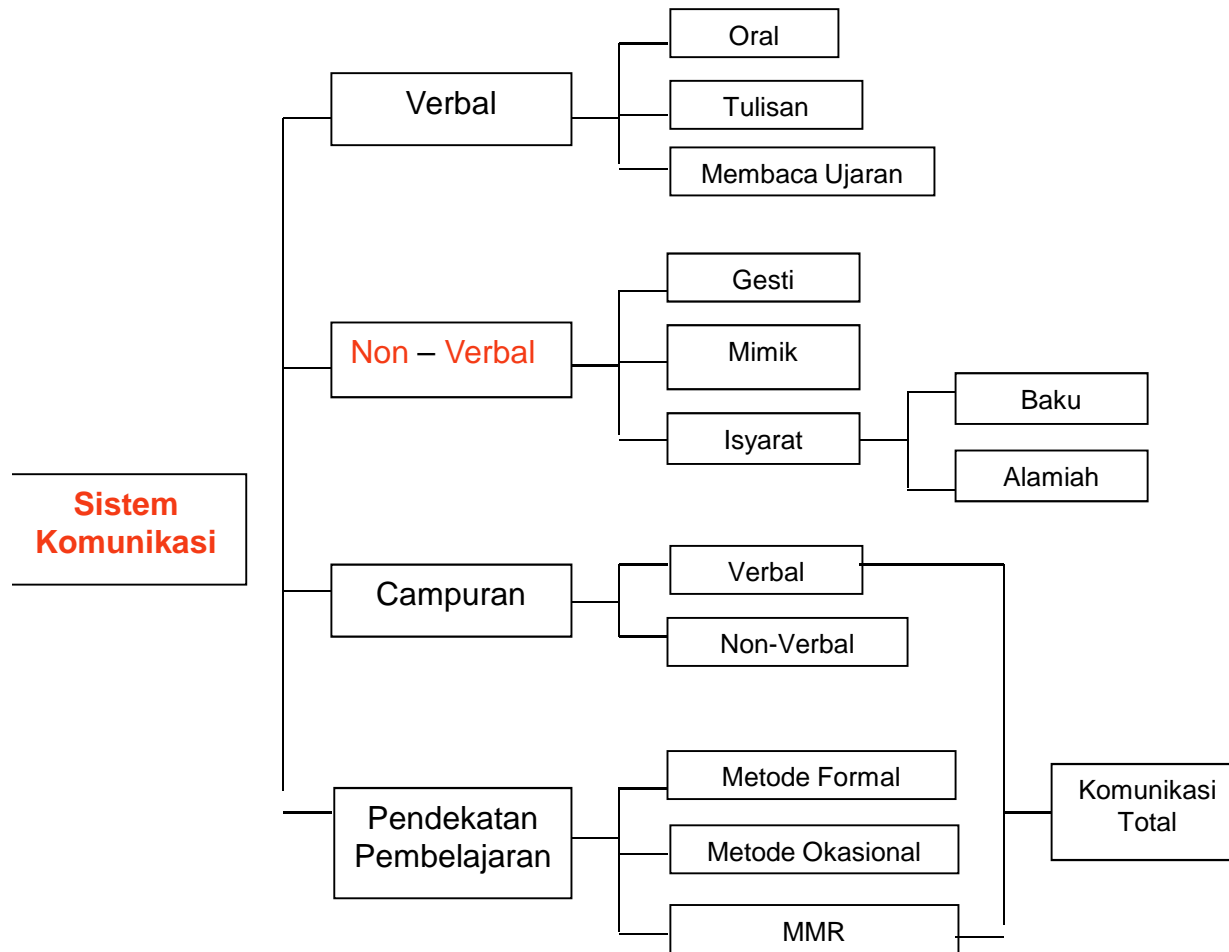 Oral
Verbal
Tulisan
Membaca Ujaran
Gesti
Non – Verbal
Mimik
Baku
Isyarat
Alamiah
Sistem
Komunikasi
Verbal
Campuran
Non-Verbal
Metode Formal
Komunikasi
Total
Pendekatan
Pembelajaran
Metode Okasional
MMR